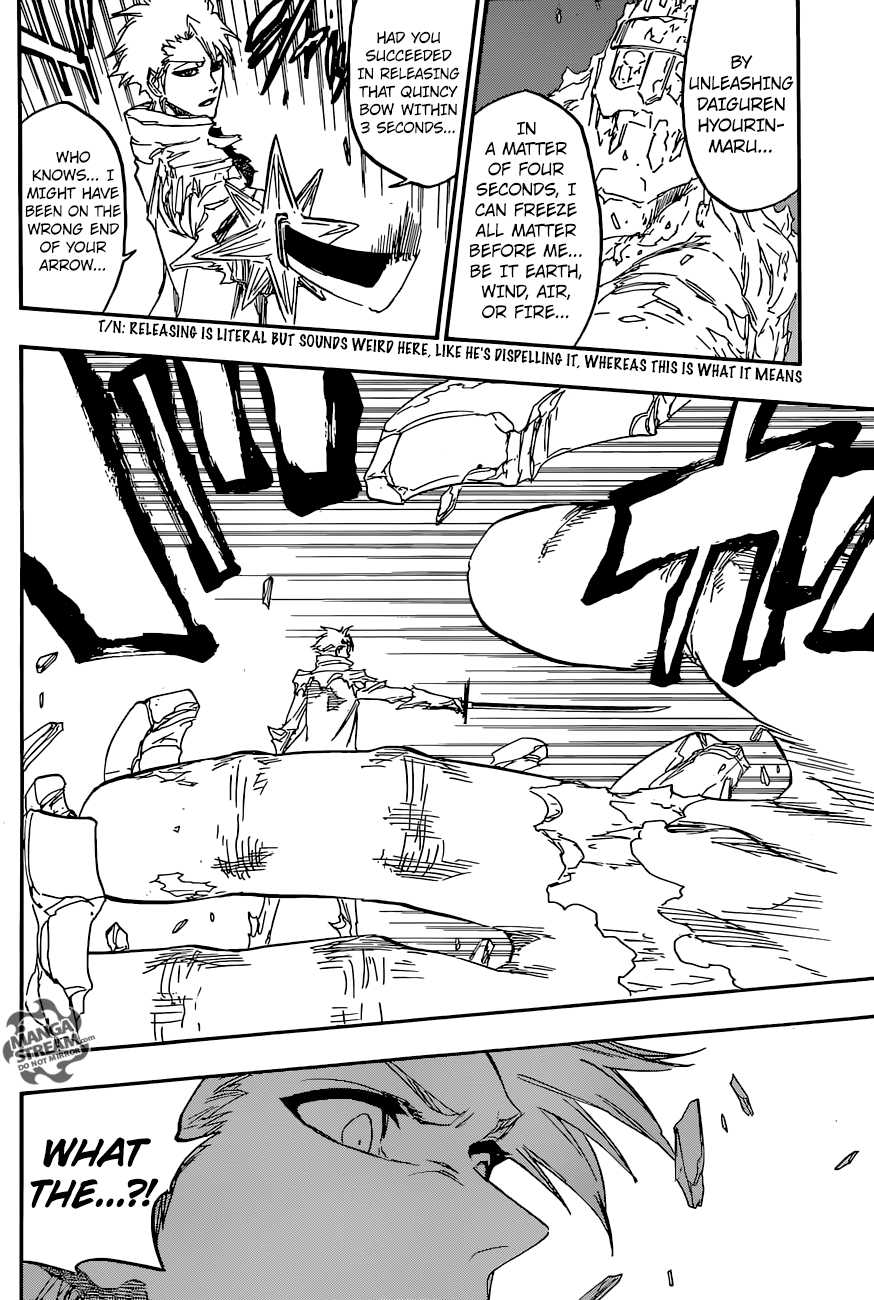 BY
UNLEASHING
DAIGUREN
HYOURIN-
MARU...
IN
A MATTER
OF FOUR
SECONDS, I
CAN FREEZE
ALL MATTER
BEFORE ME...
BE IT EARTH,
WIND, AIR,
OR FIRE...
HAD YOU
SUCCEEDED
IN RELEASING
THAT QUINCY
BOW WITHIN
3 SECONDS...
WHO
KNOWS... I
MIGHT HAVE
BEEN ON THE
WRONG END
OF YOUR
ARROW...
T/N: RELEASING IS LITERAL BUT SOUNDS WEIRD HERE, LIKE HE'S DISPELLING IT, WHEREAS THIS IS WHAT IT MEANS
MANGA
STREAM.com
DO NOT MIRROR
WHAT
THE...?!